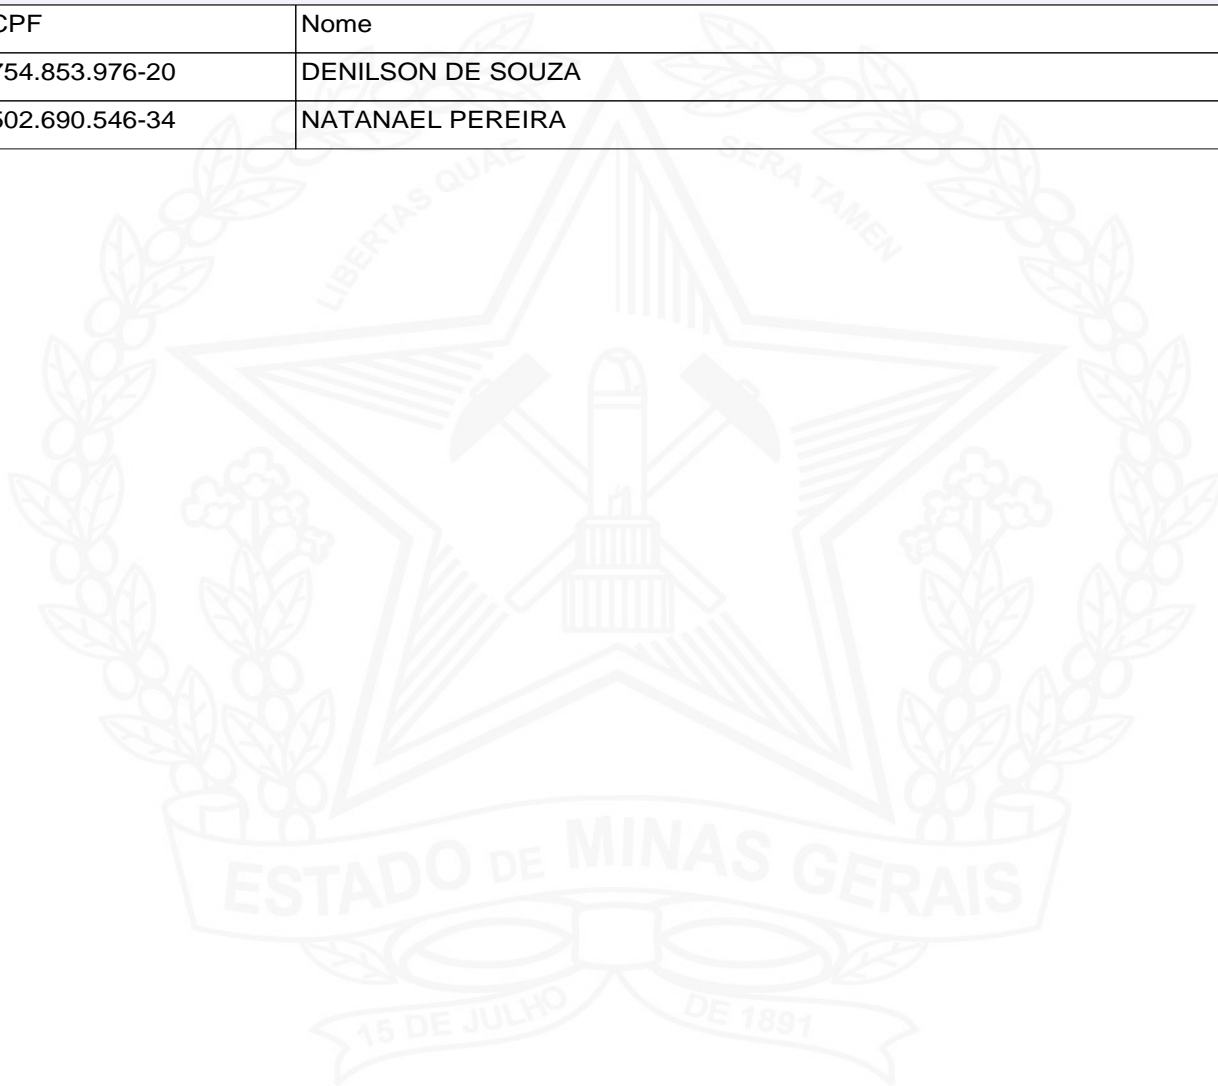 CPF Nome
754.853.976-20 DENILSON DE SOUZA
502.690.546-34 NATANAEL PEREIRA
LIBERTAS QUAE SERA TAMEN
ESTADO DE MINAS GERAIS
15 DE JULHO DE 1891